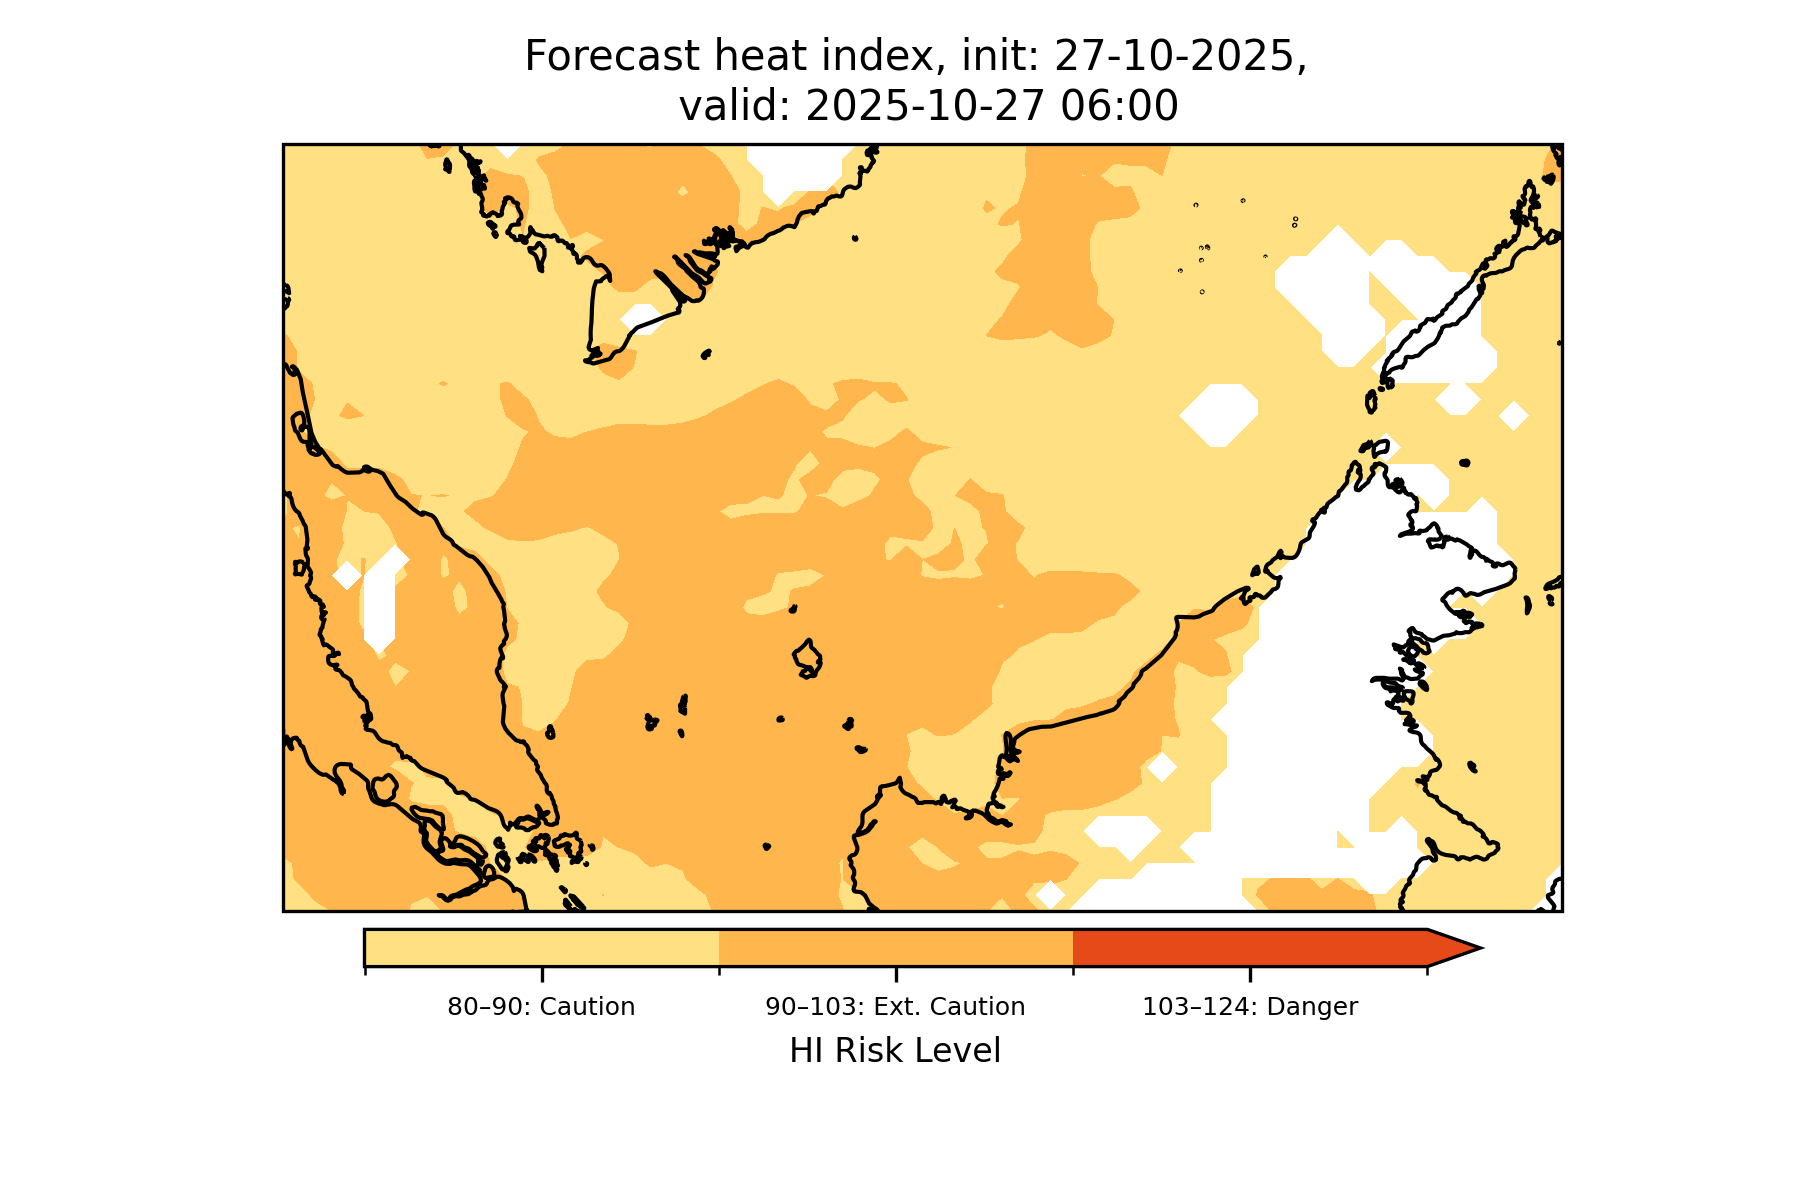 Forecast heat index, init: 27-10-2025,
valid: 2025-10-27 06:00
80–90: Caution
90–103: Ext. Caution
103–124: Danger
HI Risk Level